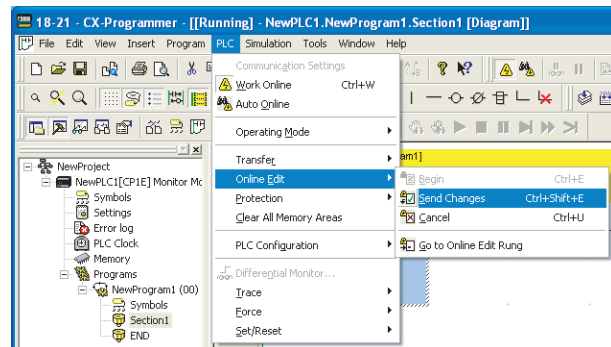 18-21 - CX-Programmer - [[Running] - NewPLC1.NewProgram1.Section1 [Diagram]]
File Edit View Insert Program PLC Simulation Tools Window Help
Communication Settings
Work Online Ctrl+W
Auto Online
Operating Mode
Transfer
Online Edit
Protection
Clear All Memory Areas
PLC Configuration
Differential Monitor...
Trace
Force
Set/Reset
am1]
Begin Ctrl+E
Send Changes Ctrl+Shift+E
Cancel Ctrl+U
Go to Online Edit Rung
NewProject
NewPLC1[CP1E] Monitor Mo
Symbols
Settings
Error log
PLC Clock
Memory
Programs
NewProgram1 (00)
Symbols
Section1
END